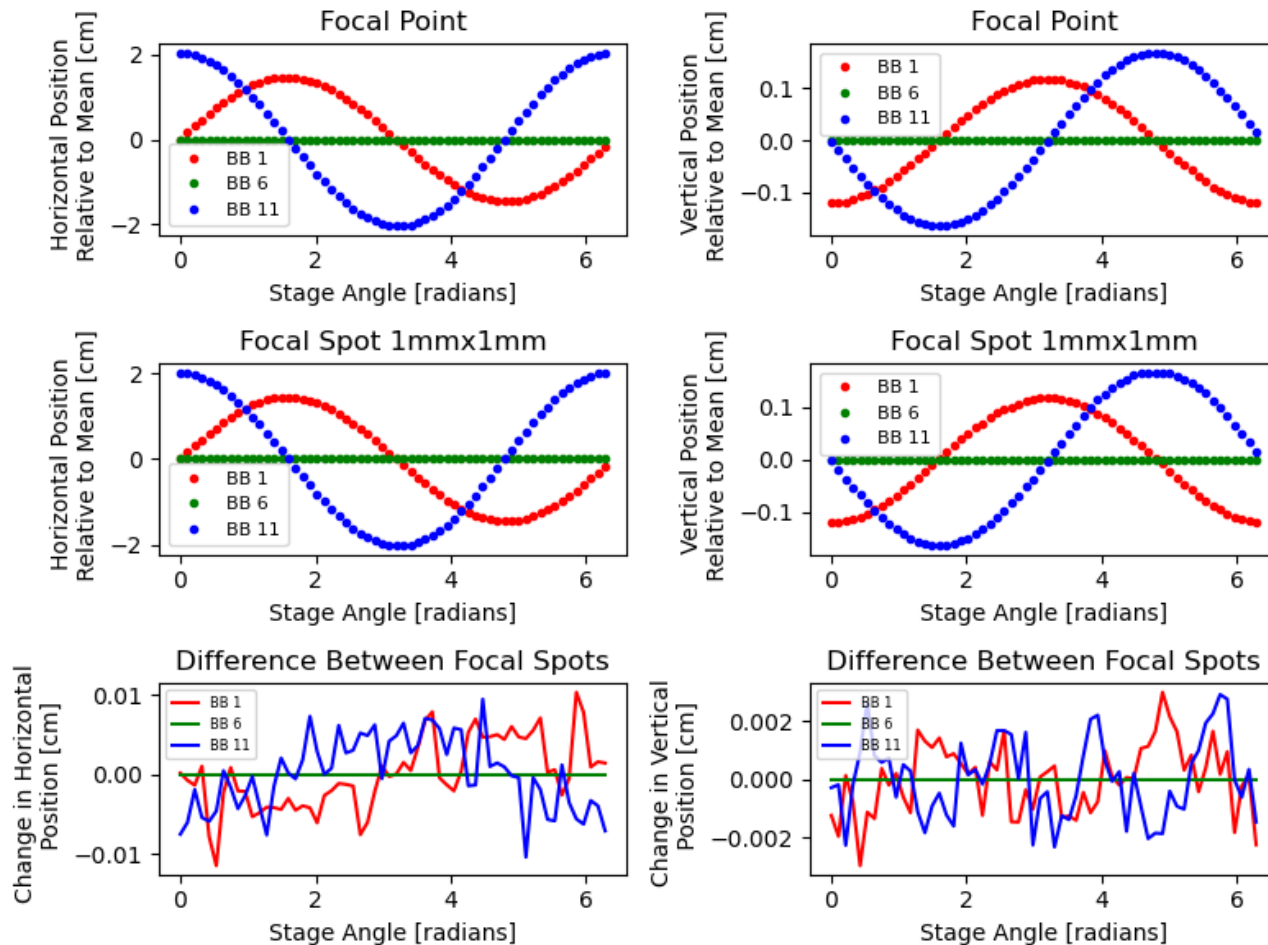 Focal Point
Horizontal Position
Relative to Mean [cm]
2
0
−2
BB 1
BB 6
BB 11
0
2
4
6
Stage Angle [radians]
Focal Point
Vertical Position
Relative to Mean [cm]
0.1
0.0
−0.1
BB 1
BB 6
BB 11
0
2
4
6
Stage Angle [radians]
Focal Spot 1mmx1mm
Horizontal Position
Relative to Mean [cm]
2
0
−2
BB 1
BB 6
BB 11
0
2
4
6
Stage Angle [radians]
Focal Spot 1mmx1mm
Vertical Position
Relative to Mean [cm]
0.1
0.0
−0.1
BB 1
BB 6
BB 11
0
2
4
6
Stage Angle [radians]
Difference Between Focal Spots
Change in Horizontal
Position [cm]
0.01
0.00
−0.01
BB 1
BB 6
BB 11
0
2
4
6
Stage Angle [radians]
Difference Between Focal Spots
Change in Vertical
Position [cm]
0.002
0.000
−0.002
BB 1
BB 6
BB 11
0
2
4
6
Stage Angle [radians]